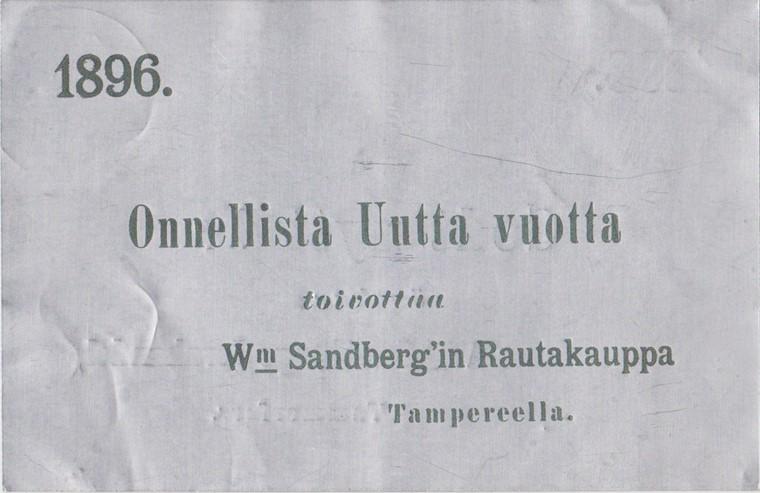 1896.
Onnellista Uutta vuotta
toivottaa
Wm Sandberg'in Rautakauppa
Tampereella.